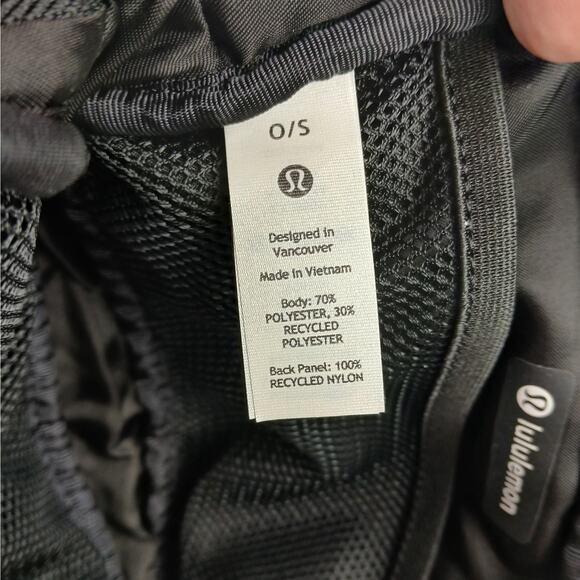 O/S
Designed in
Vancouver
Made in Vietnam
Body: 70%
POLYESTER, 30%
RECYCLED
POLYESTER
Back Panel: 100%
RECYCLED NYLON
lululemon